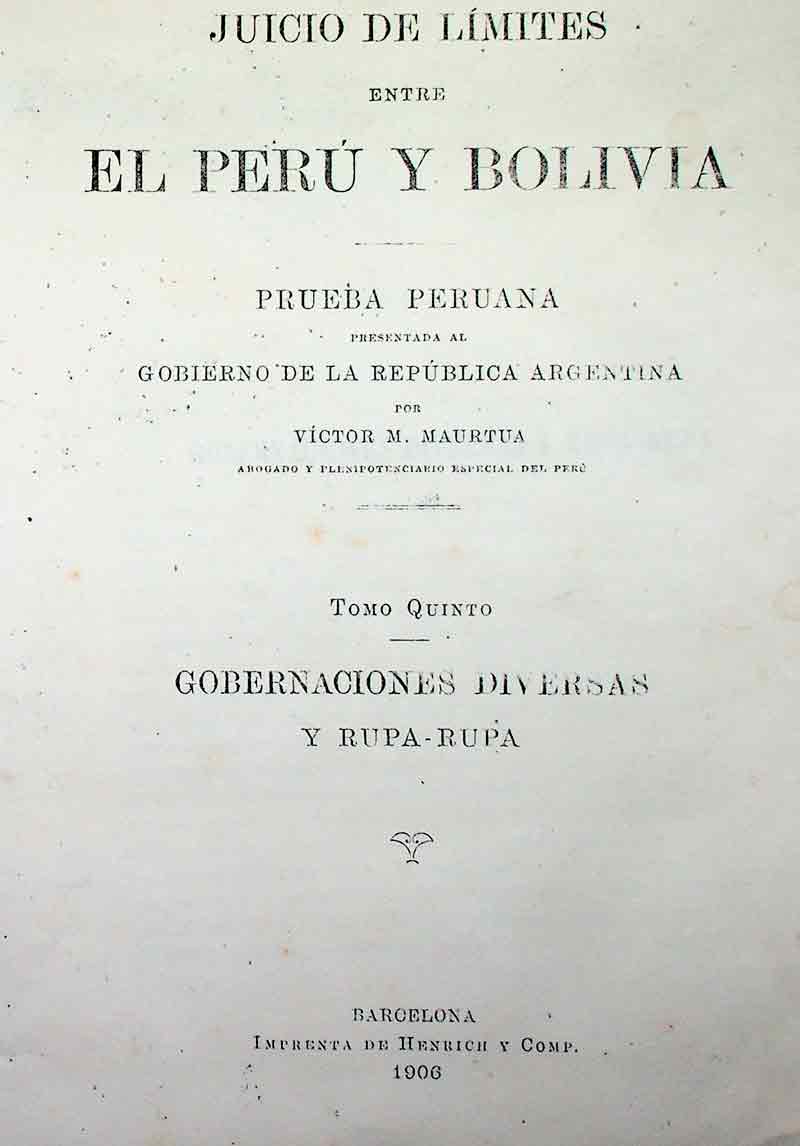 JUICIO DE LÍMITES
ENTRE
EL PERÚ Y BOLIVIA
PRUEBA PERUANA
PRESENTADA AL
GOBIERNO DE LA REPÚBLICA ARGENTINA
POR
VÍCTOR M. MAURTUA
ABOGADO Y PLENIPOTENCIARIO ESPECIAL DEL PERÚ
TOMO QUINTO
GOBERNACIONES DIVERSAS
Y RUPA-RUPA
BARCELONA
IMPRENTA DE HENRICH Y COMP.
1906